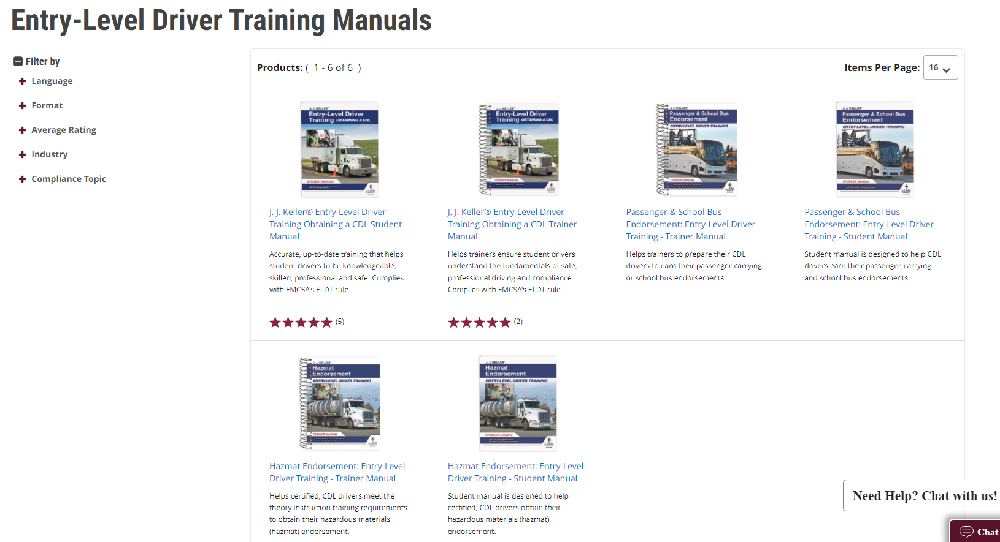 Entry-Level Driver Training Manuals
Filter by
Language
Format
Average Rating
Industry
Compliance Topic
Products: ( 1 - 6 of 6 )
Items Per Page: 16
J. J. KELLER®
Entry-Level Driver
Training OBTAINING A CDL
STUDENT MANUAL
J. J. Keller® Entry-Level Driver
Training Obtaining a CDL Student
Manual
Accurate, up-to-date training that helps
student drivers to be knowledgeable,
skilled, professional and safe. Complies
with FMCSA's ELDT rule.
(5)
J. J. KELLER®
Entry-Level Driver
Training OBTAINING A CDL
TRAINER MANUAL
J. J. Keller® Entry-Level Driver
Training Obtaining a CDL Trainer
Manual
Helps trainers ensure student drivers
understand the fundamentals of safe,
professional driving and compliance.
Complies with FMCSA's ELDT rule.
(2)
J. J. KELLER®
Passenger & School Bus
Endorsement
ENTRY-LEVEL DRIVER TRAINING
TRAINER MANUAL
Passenger & School Bus
Endorsement: Entry-Level Driver
Training - Trainer Manual
Helps trainers to prepare their CDL
drivers to earn their passenger-carrying
or school bus endorsements.
J. J. KELLER®
Passenger & School Bus
Endorsement
ENTRY-LEVEL DRIVER TRAINING
STUDENT MANUAL
Passenger & School Bus
Endorsement: Entry-Level Driver
Training - Student Manual
Student manual is designed to help CDL
drivers earn their passenger-carrying
and school bus endorsements.
J. J. KELLER®
Hazmat
Endorsement
ENTRY-LEVEL DRIVER TRAINING
TRAINER MANUAL
Hazmat Endorsement: Entry-Level
Driver Training - Trainer Manual
Helps certified, CDL drivers meet the
theory instruction training requirements
to obtain their hazardous materials
(hazmat) endorsement.
J. J. KELLER®
Hazmat
Endorsement
ENTRY-LEVEL DRIVER TRAINING
STUDENT MANUAL
Hazmat Endorsement: Entry-Level
Driver Training - Student Manual
Student manual is designed to help
certified, CDL drivers obtain their
hazardous materials (hazmat)
endorsement.
Need Help? Chat with us!
Chat